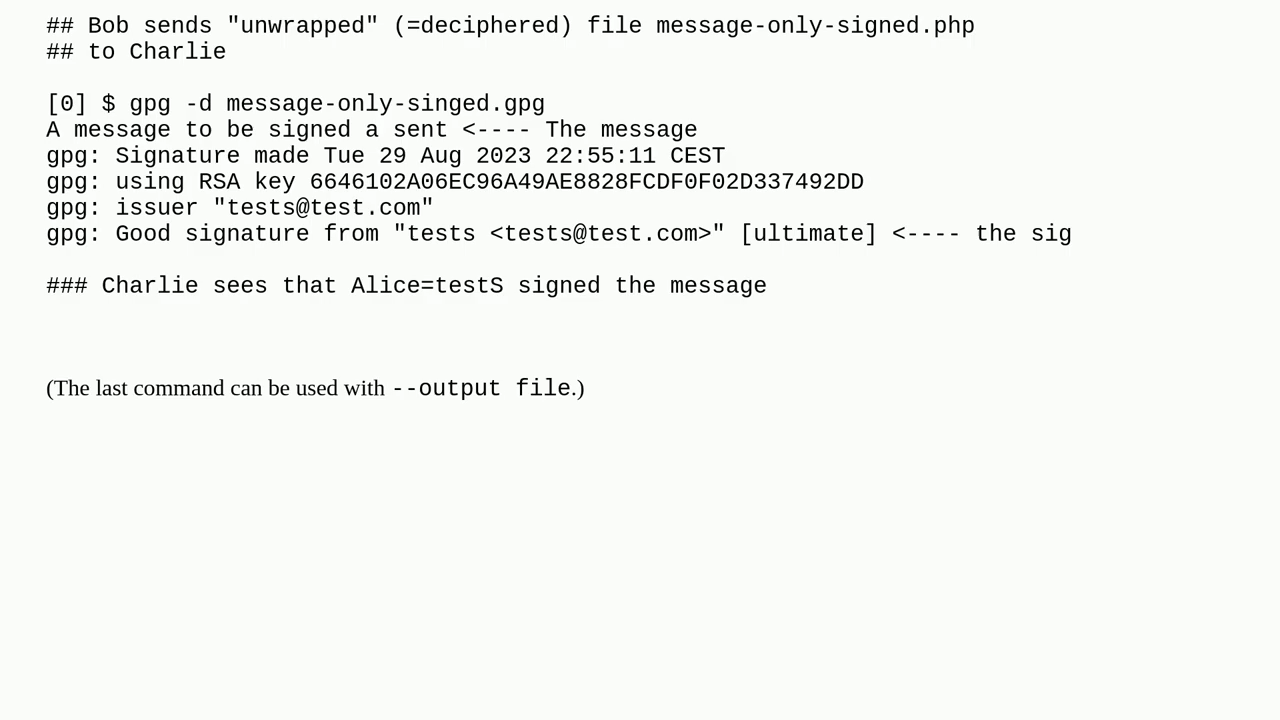 ## Bob sends "unwrapped" (=deciphered) file message-only-signed.php
## to Charlie
[0] $ gpg -d message-only-singed.gpg
A message to be signed a sent <---- The message
gpg: Signature made Tue 29 Aug 2023 22:55:11 CEST
gpg: using RSA key 6646102A06EC96A49AE8828FCDF0F02D337492DD
gpg: issuer "tests@test.com"
gpg: Good signature from "tests <tests@test.com>" [ultimate] <---- the sig
### Charlie sees that Alice=testS signed the message
(The last command can be used with --output file.)